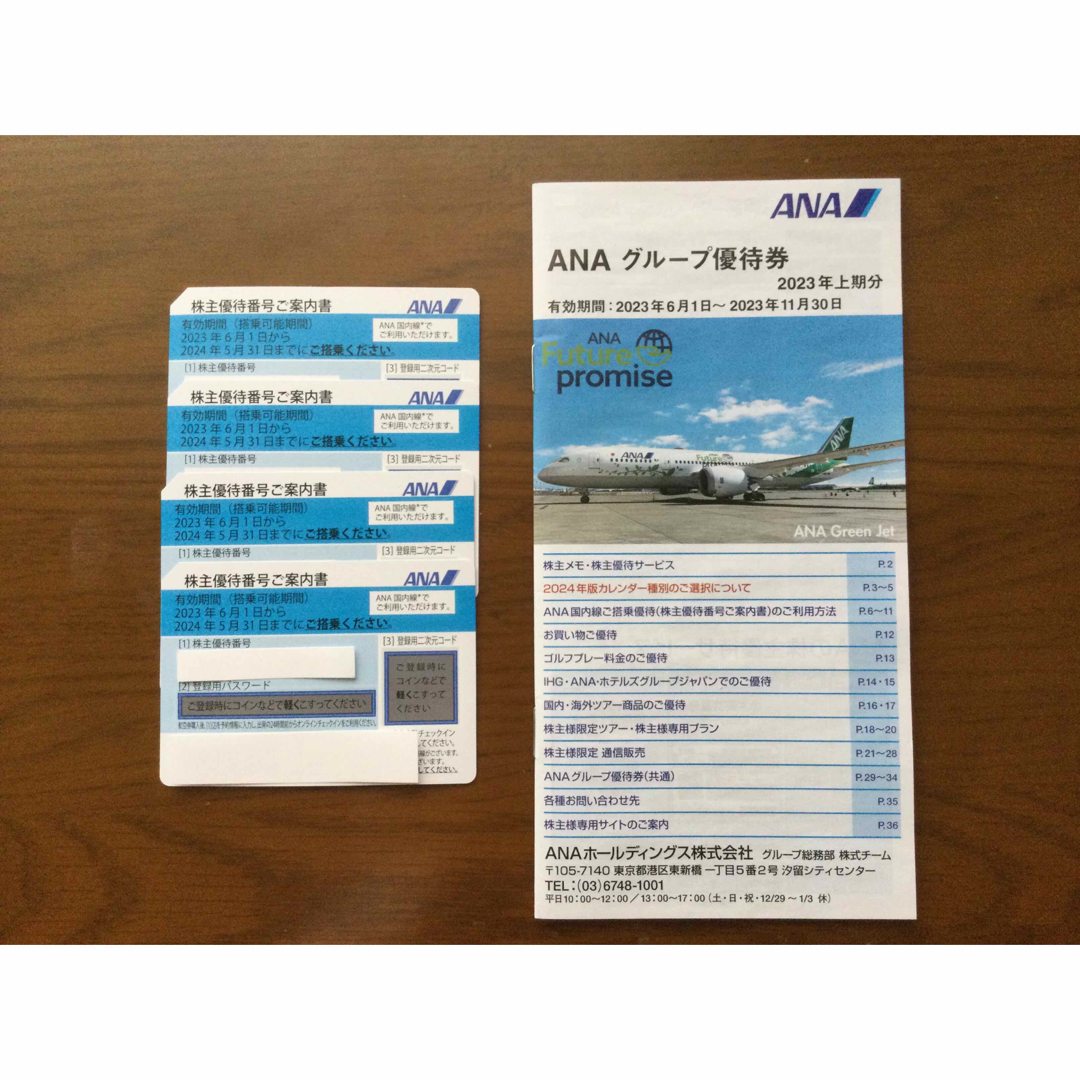 株主優待番号ご案内書
ANA
有効期間（搭乗可能期間）
2023年6月1日から
2024年5月31日までにご搭乗ください。
ANA国内線*で
ご利用いただけます。
[1] 株主優待番号
[3] 登録用二次元コード
株主優待番号ご案内書
ANA
有効期間（搭乗可能期間）
2023年6月1日から
2024年5月31日までにご搭乗ください。
ANA国内線*で
ご利用いただけます。
[1] 株主優待番号
[3] 登録用二次元コード
株主優待番号ご案内書
ANA
有効期間（搭乗可能期間）
2023年6月1日から
2024年5月31日までにご搭乗ください。
ANA国内線*で
ご利用いただけます。
[1] 株主優待番号
[3] 登録用二次元コード
株主優待番号ご案内書
ANA
有効期間（搭乗可能期間）
2023年6月1日から
2024年5月31日までにご搭乗ください。
ANA国内線*で
ご利用いただけます。
[1] 株主優待番号
[3] 登録用二次元コード
ご登録時に
コインなどで
軽くこすって
ください
[2] 登録用パスワード
ご登録時にコインなどで軽くこすってください
チェックイン
してください。
ANA
ANA グループ優待券
2023年上期分
有効期間：2023年6月1日～2023年11月30日
ANA
Future
promise
ANA
ANA
ANA Green Jet
株主メモ・株主優待サービス P.2
2024年版カレンダー種別のご選択について P.3～5
ANA国内線ご搭乗優待(株主優待番号ご案内書)のご利用方法 P.6～11
お買い物ご優待 P.12
ゴルフプレー料金のご優待 P.13
IHG・ANA・ホテルズグループジャパンでのご優待 P.14・15
国内・海外ツアー商品のご優待 P.16・17
株主様限定ツアー・株主様専用プラン P.18～20
株主様限定 通信販売 P.21～28
ANAグループ優待券(共通) P.29～34
各種お問い合わせ先 P.35
株主様専用サイトのご案内 P.36
ANAホールディングス株式会社 グループ総務部 株式チーム
〒105-7140 東京都港区東新橋一丁目5番2号 汐留シティセンター
TEL：(03)6748-1001
平日10：00～12：00／13：00～17：00（土・日・祝・12/29～1/3 休）